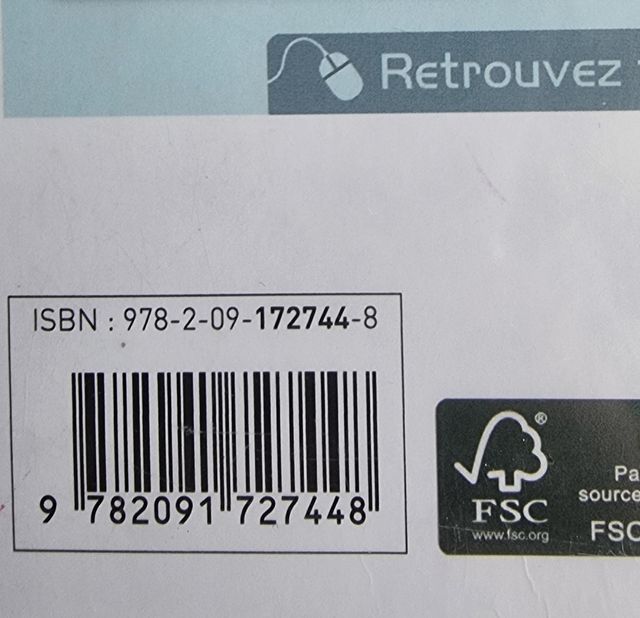 Retrouvez
ISBN : 978-2-09-172744-8
9 782091 727448
®
Pa
source
FSC
FSC
www.fsc.org